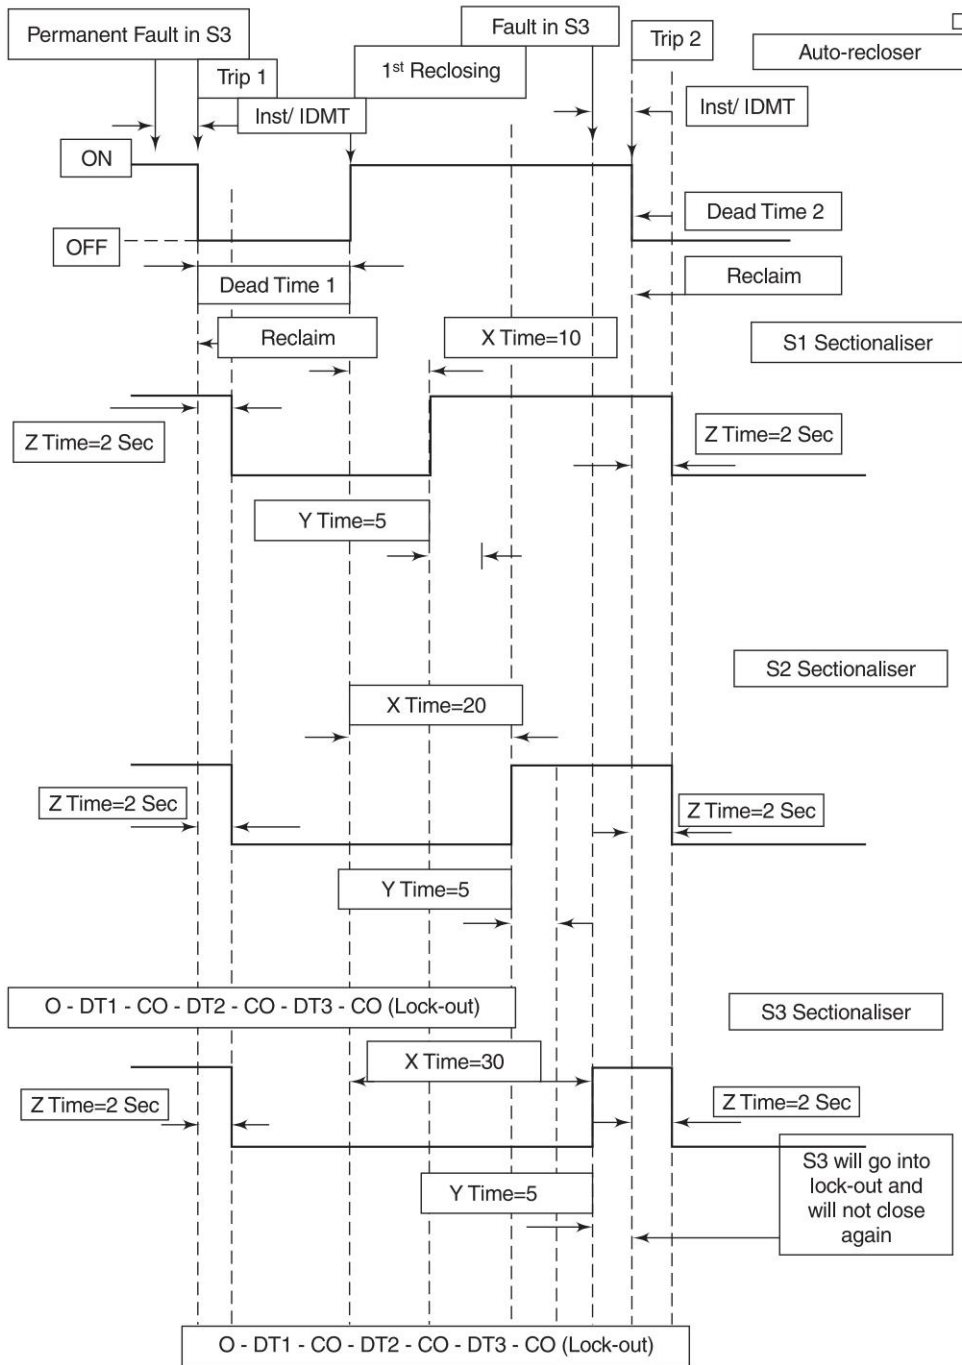 Permanent Fault in S3
Fault in S3
Trip 2
Auto-recloser
Trip 1
1st Reclosing
Inst/ IDMT
Inst/ IDMT
ON
OFF
Dead Time 2
Dead Time 1
Reclaim
Reclaim
X Time=10
S1 Sectionaliser
Z Time=2 Sec
Z Time=2 Sec
Y Time=5
S2 Sectionaliser
X Time=20
Z Time=2 Sec
Z Time=2 Sec
Y Time=5
O - DT1 - CO - DT2 - CO - DT3 - CO (Lock-out)
S3 Sectionaliser
X Time=30
Z Time=2 Sec
Z Time=2 Sec
S3 will go into
lock-out and
will not close
again
Y Time=5
O - DT1 - CO - DT2 - CO - DT3 - CO (Lock-out)